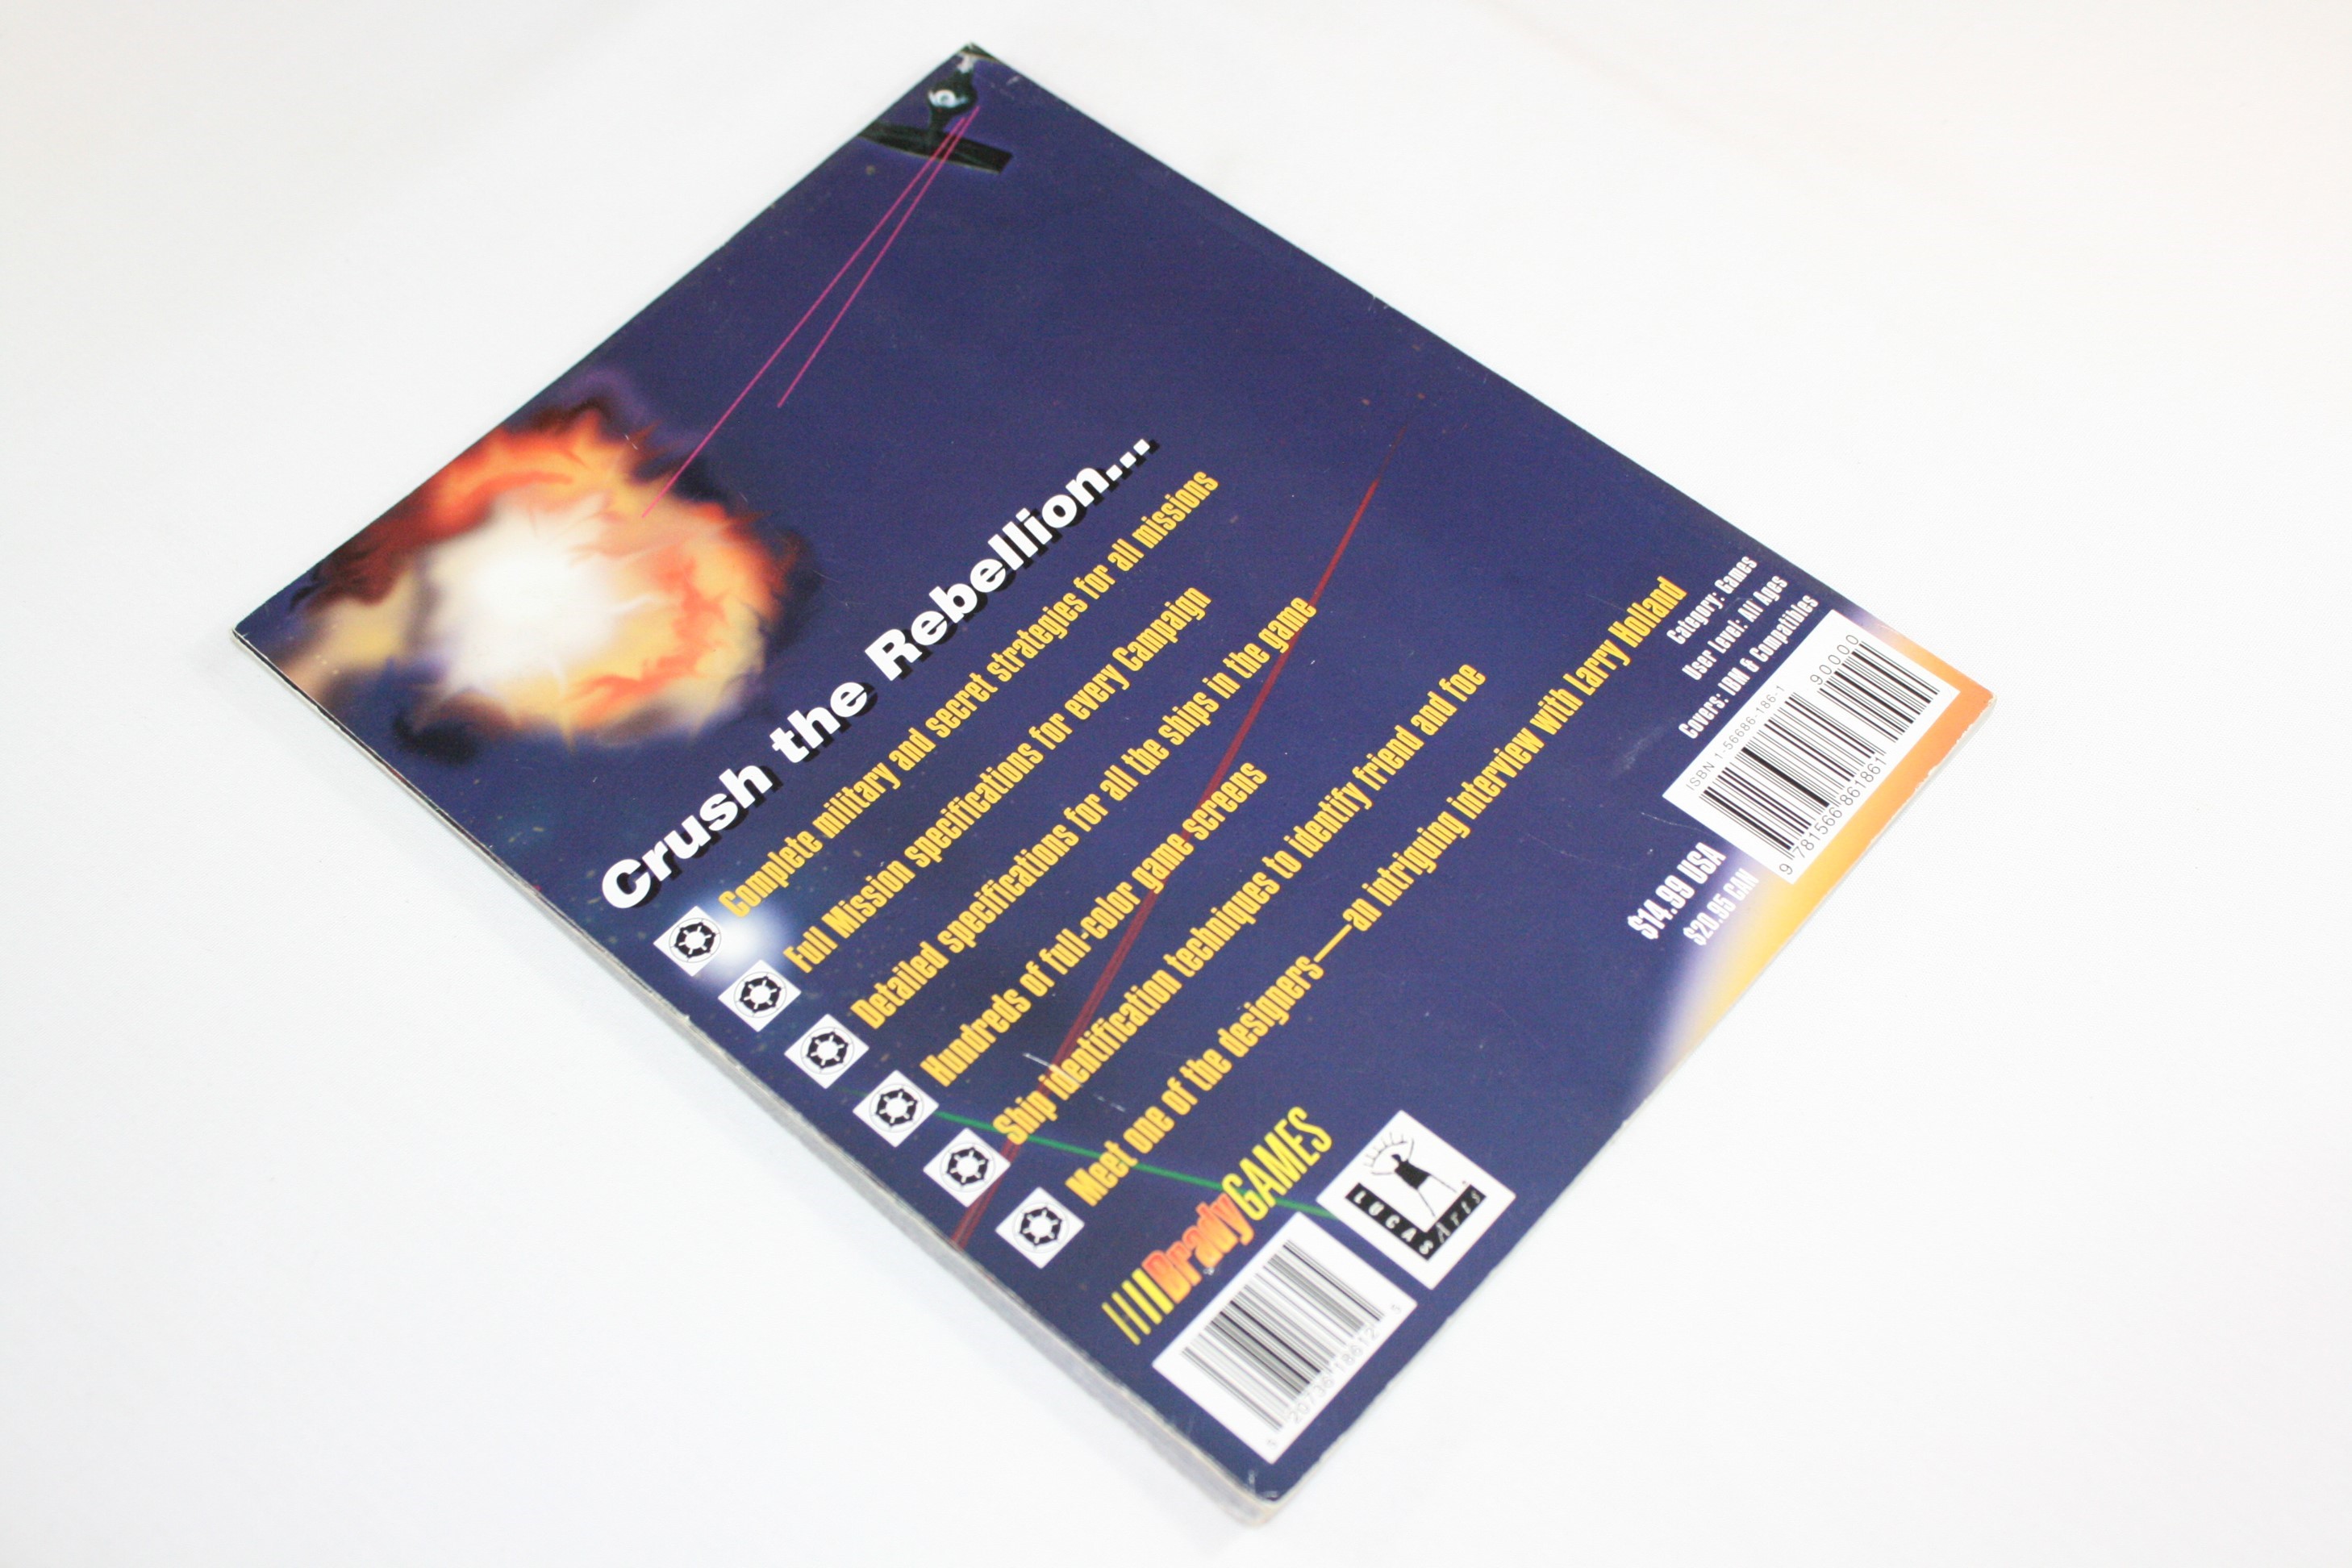 Crush the Rebellion...
Complete military and secret strategies for all missions
Full Mission specifications for every Campaign
Detailed specifications for all the ships in the game
Hundreds of full-color game screens
Ship identification techniques to identify friend and foe
Meet one of the designers—an intriguing interview with Larry Holland
Category: Games
User Level: All Ages
Covers: IBM & Compatibles
ISBN 1-56686-186-1
90000
9 781566 861861
$14.99 USA
$20.95 CAN
BradyGAMES
LUCASArts
20736 18612 5